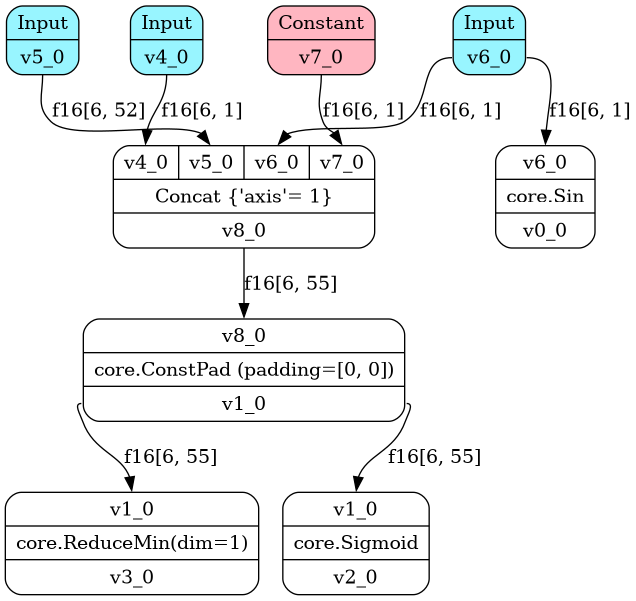 Input
v5_0
Input
v4_0
Constant
v7_0
Input
v6_0
f16[6, 52]
f16[6, 1]
f16[6, 1]
f16[6, 1]
f16[6, 1]
v4_0 v5_0 v6_0 v7_0
Concat {'axis'= 1}
v8_0
v6_0
core.Sin
v0_0
f16[6, 55]
v8_0
core.ConstPad (padding=[0, 0])
v1_0
f16[6, 55]
f16[6, 55]
v1_0
core.ReduceMin(dim=1)
v3_0
v1_0
core.Sigmoid
v2_0